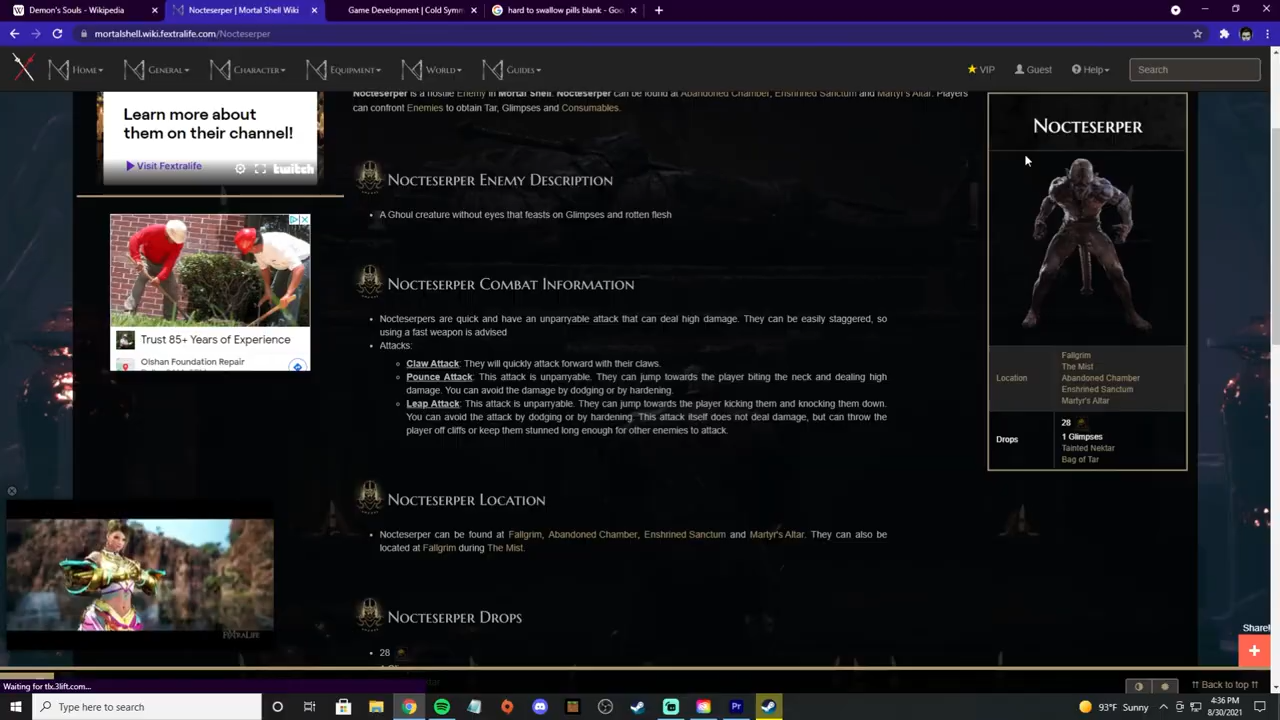 Demon's Souls - Wikipedia
Nocteserper | Mortal Shell Wiki
Game Development | Cold Symm
hard to swallow pills blank - Goo
mortalshell.wiki.fextralife.com/Nocteserper
Home
General
Character
Equipment
World
Guides
VIP
Guest
Help
Search
Nocteserper is a hostile Enemy in Mortal Shell. Nocteserper can be found at Abandoned Chamber, Enshrined Sanctum and Martyr's Altar. Players
can confront Enemies to obtain Tar, Glimpses and Consumables.
Learn more about
them on their channel!
Visit Fextralife
twitch
Trust 85+ Years of Experience
Olshan Foundation Repair
Nocteserper Enemy Description
A Ghoul creature without eyes that feasts on Glimpses and rotten flesh
Nocteserper Combat Information
Nocteserpers are quick and have an unparryable attack that can deal high damage. They can be easily staggered, so
using a fast weapon is advised
Attacks:
Claw Attack: They will quickly attack forward with their claws.
Pounce Attack: This attack is unparryable. They can jump towards the player biting the neck and dealing high
damage. You can avoid the damage by dodging or by hardening.
Leap Attack: This attack is unparryable. They can jump towards the player kicking them and knocking them down.
You can avoid the attack by dodging or by hardening. This attack itself does not deal damage, but can throw the
player off cliffs or keep them stunned long enough for other enemies to attack.
Nocteserper Location
Nocteserper can be found at Fallgrim, Abandoned Chamber, Enshrined Sanctum and Martyr's Altar. They can also be
located at Fallgrim during The Mist.
Nocteserper Drops
28
Nocteserper
Location
Fallgrim
The Mist
Abandoned Chamber
Enshrined Sanctum
Martyr's Altar
Drops
28
1 Glimpses
Tainted Nektar
Bag of Tar
FEXTRALIFE
Share!
Back to top
Waiting for tlx.3lift.com...
Type here to search
93°F Sunny
4:36 PM
8/30/2021